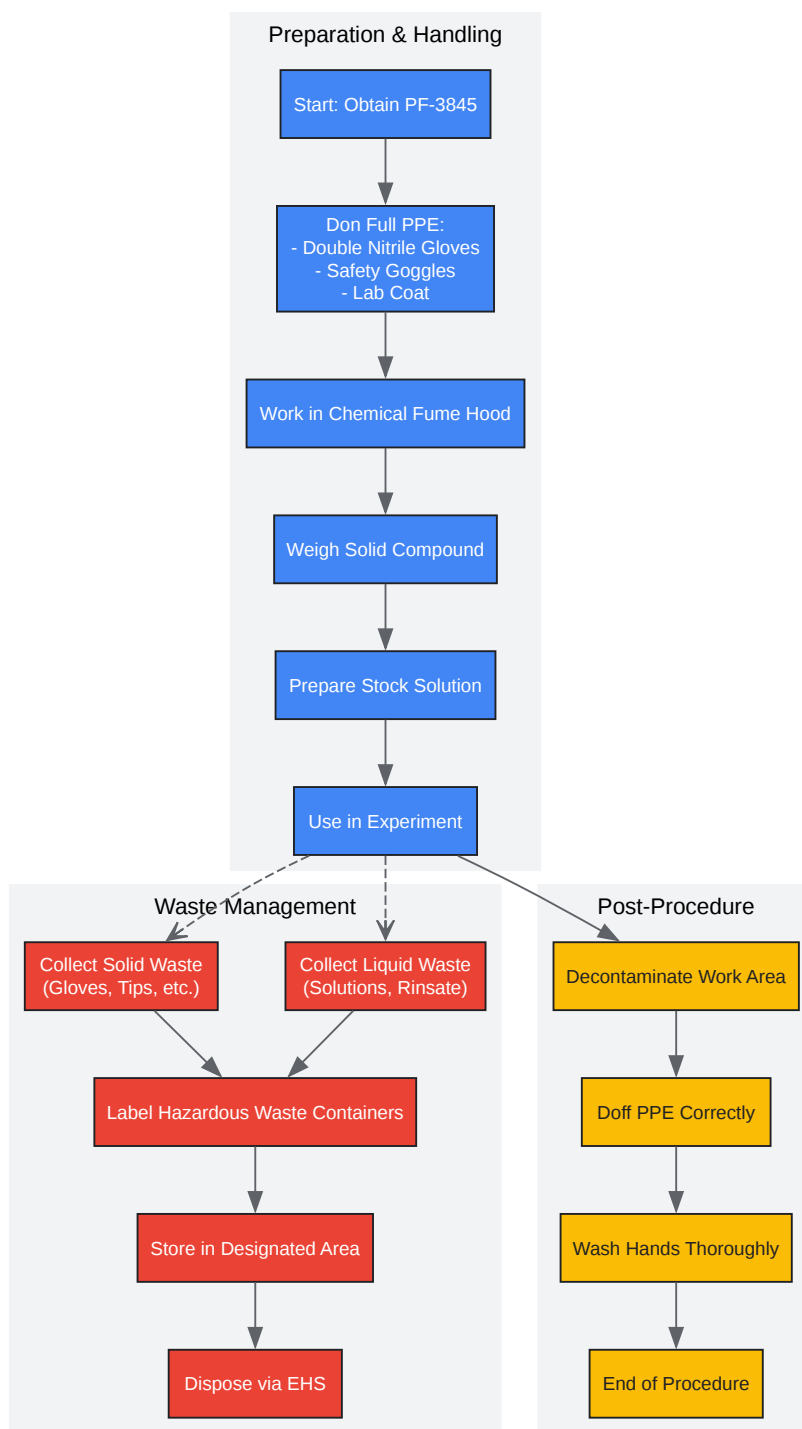 Preparation & Handling
Start: Obtain PF-3845
Don Full PPE:
- Double Nitrile Gloves
- Safety Goggles
- Lab Coat
Work in Chemical Fume Hood
Weigh Solid Compound
Prepare Stock Solution
Use in Experiment
Waste Management
Collect Solid Waste
(Gloves, Tips, etc.)
Collect Liquid Waste
(Solutions, Rinsate)
Label Hazardous Waste Containers
Store in Designated Area
Dispose via EHS
Post-Procedure
Decontaminate Work Area
Doff PPE Correctly
Wash Hands Thoroughly
End of Procedure